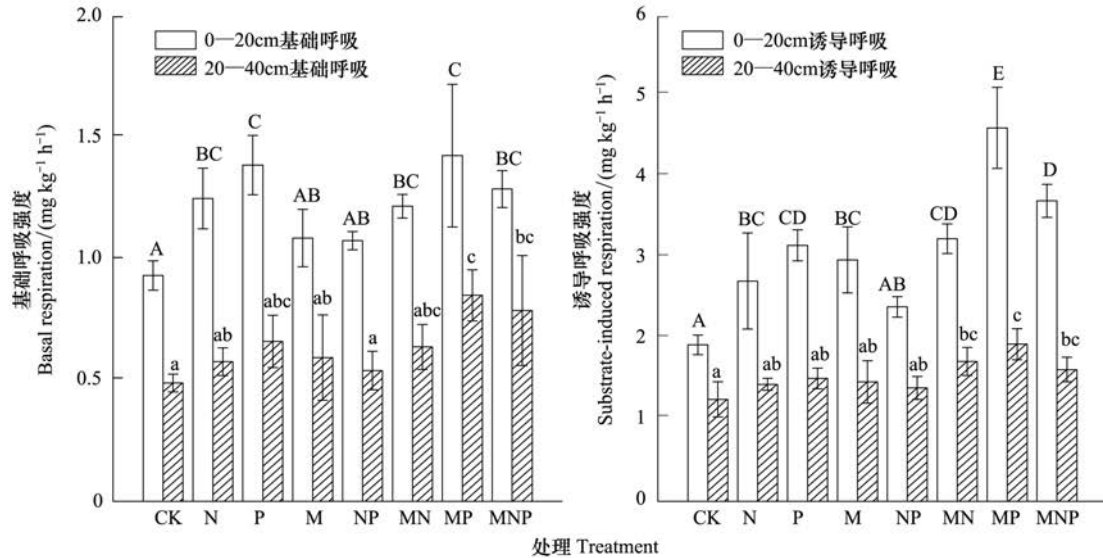 2.0
1.5
1.0
0.5
0
基础呼吸强度
Basal respiration/(mg kg⁻¹ h⁻¹)
0—20cm基础呼吸
20—40cm基础呼吸
A
a
BC
ab
C
abc
AB
ab
AB
a
BC
abc
C
c
BC
bc
CK N P M NP MN MP MNP
6
5
4
3
2
1
0
诱导呼吸强度
Substrate-induced respiration/(mg kg⁻¹ h⁻¹)
0—20cm诱导呼吸
20—40cm诱导呼吸
A
a
BC
ab
CD
ab
BC
ab
AB
ab
CD
bc
E
c
D
bc
CK N P M NP MN MP MNP
处理 Treatment